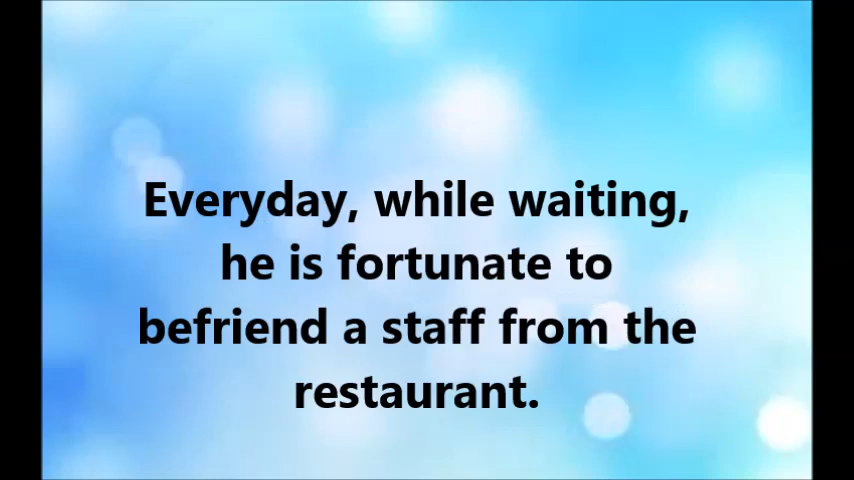 Everyday, while waiting,
he is fortunate to
befriend a staff from the
restaurant.